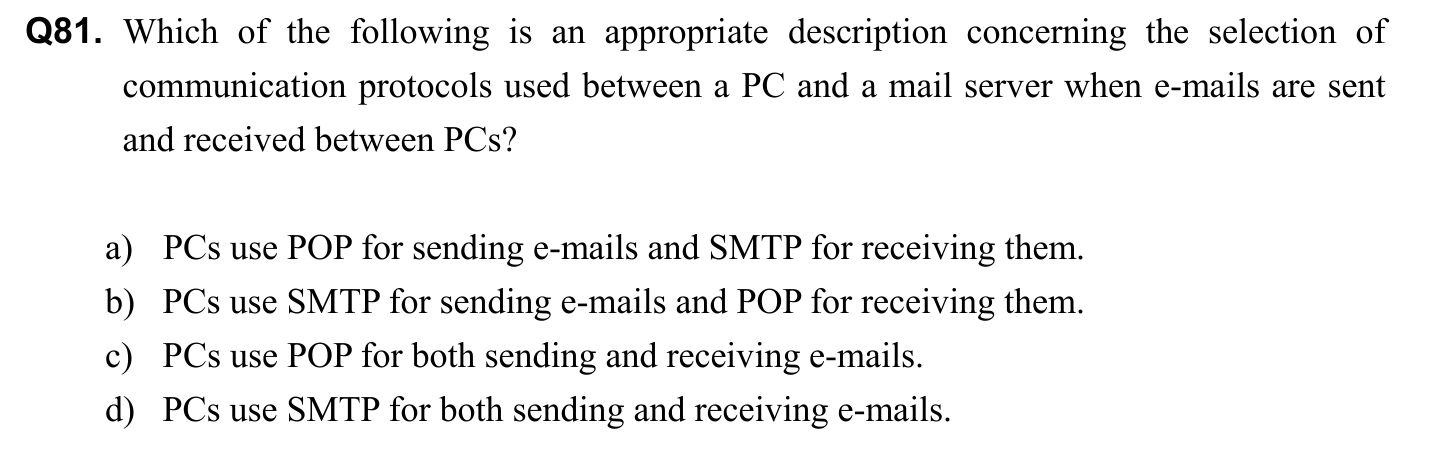 Q81. Which of the following is an appropriate description concerning the selection of
communication protocols used between a PC and a mail server when e-mails are sent
and received between PCs?
a) PCs use POP for sending e-mails and SMTP for receiving them.
b) PCs use SMTP for sending e-mails and POP for receiving them.
c) PCs use POP for both sending and receiving e-mails.
d) PCs use SMTP for both sending and receiving e-mails.